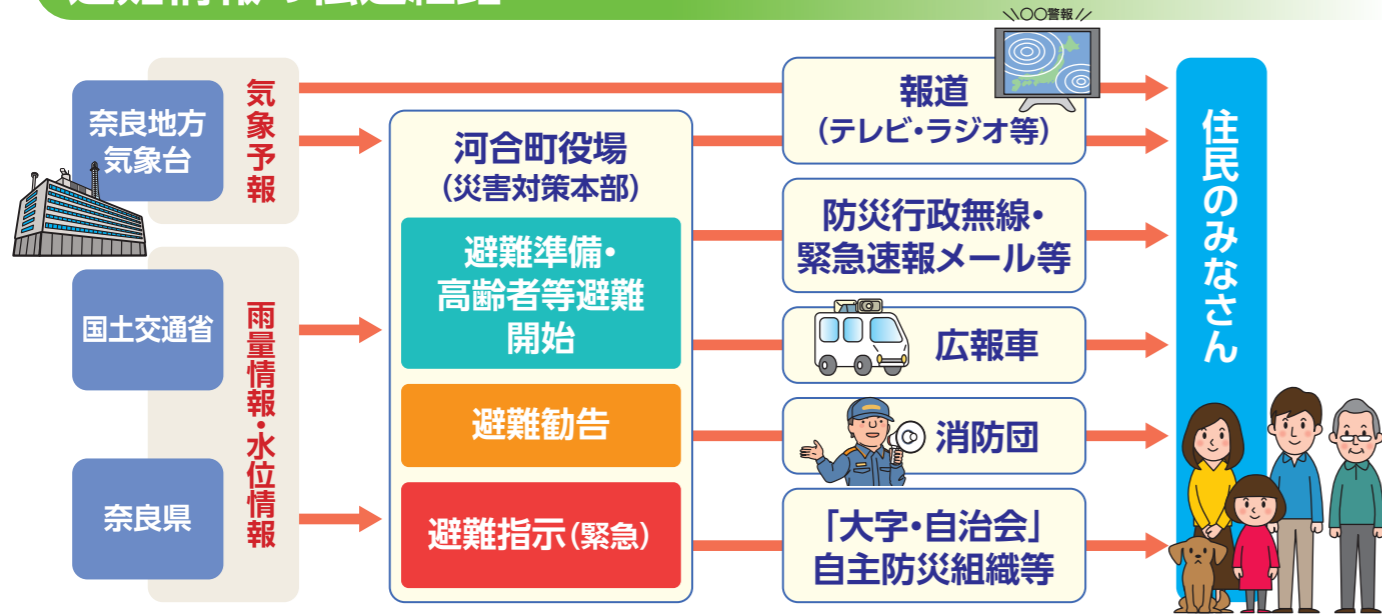 〇〇警報
奈良地方
気象台
気象予報
国土交通省
奈良県
雨量情報・水位情報
河合町役場
(災害対策本部)
避難準備・
高齢者等避難
開始
避難勧告
避難指示(緊急)
報道
(テレビ・ラジオ等)
防災行政無線・
緊急速報メール等
広報車
消防団
「大字・自治会」
自主防災組織等
住民のみなさん